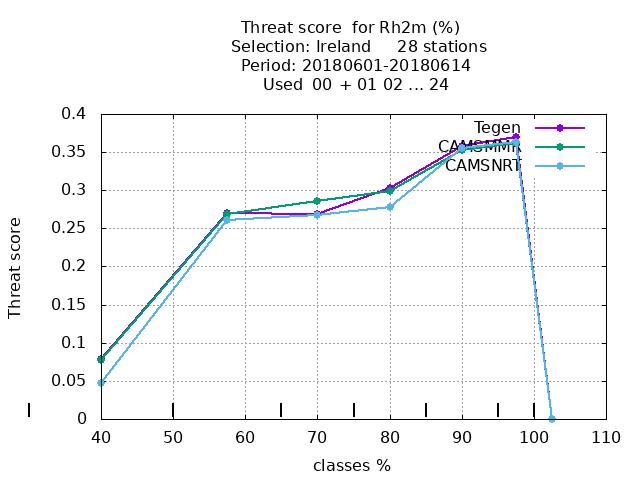 Threat score  for Rh2m (%)
Selection: Ireland     28 stations
Period: 20180601-20180614
Used  00 + 01 02 ... 24
Tegen
CAMSMMR
CAMSNRT
0.4
0.35
0.3
0.25
0.2
0.15
0.1
0.05
0
Threat score
40 50 60 70 80 90 100 110
classes %